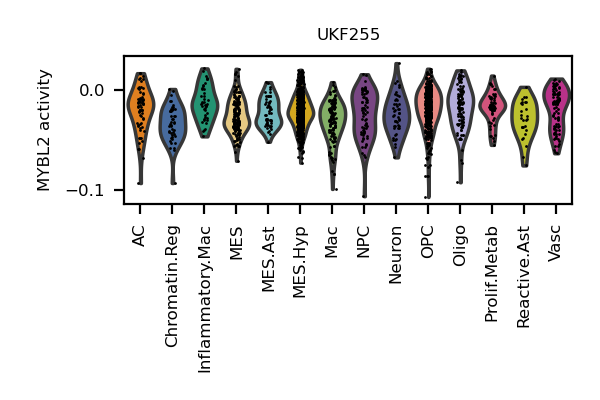 UKF255
MYBL2 activity
0.0
−0.1
AC
Chromatin.Reg
Inflammatory.Mac
MES
MES.Ast
MES.Hyp
Mac
NPC
Neuron
OPC
Oligo
Prolif.Metab
Reactive.Ast
Vasc